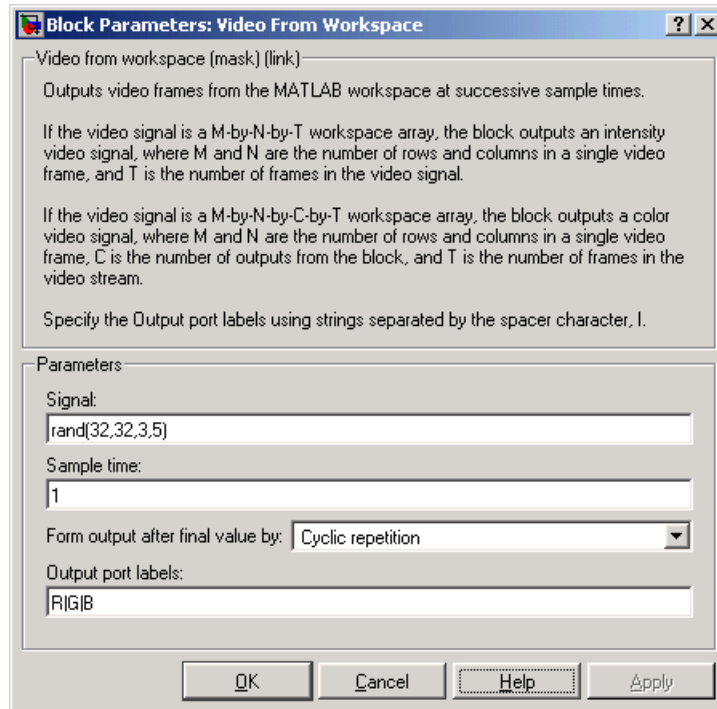 Block Parameters: Video From Workspace
Video from workspace (mask) (link)
Outputs video frames from the MATLAB workspace at successive sample times.
If the video signal is a M-by-N-by-T workspace array, the block outputs an intensity
video signal, where M and N are the number of rows and columns in a single video
frame, and T is the number of frames in the video signal.
If the video signal is a M-by-N-by-C-by-T workspace array, the block outputs a color
video signal, where M and N are the number of rows and columns in a single video
frame, C is the number of outputs from the block, and T is the number of frames in the
video stream.
Specify the Output port labels using strings separated by the spacer character, |.
Parameters
Signal:
rand(32,32,3,5)
Sample time:
1
Form output after final value by: Cyclic repetition
Output port labels:
R|G|B
OK Cancel Help Apply